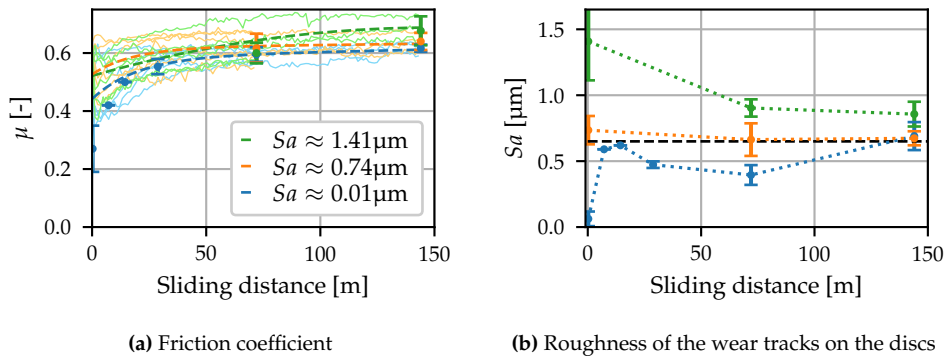 0.6
0.4
0.2
0.0
μ [-]
Sa ≈ 1.41μm
Sa ≈ 0.74μm
Sa ≈ 0.01μm
0 50 100 150
Sliding distance [m]
(a) Friction coefficient
1.5
1.0
0.5
0.0
Sa [μm]
0 50 100 150
Sliding distance [m]
(b) Roughness of the wear tracks on the discs